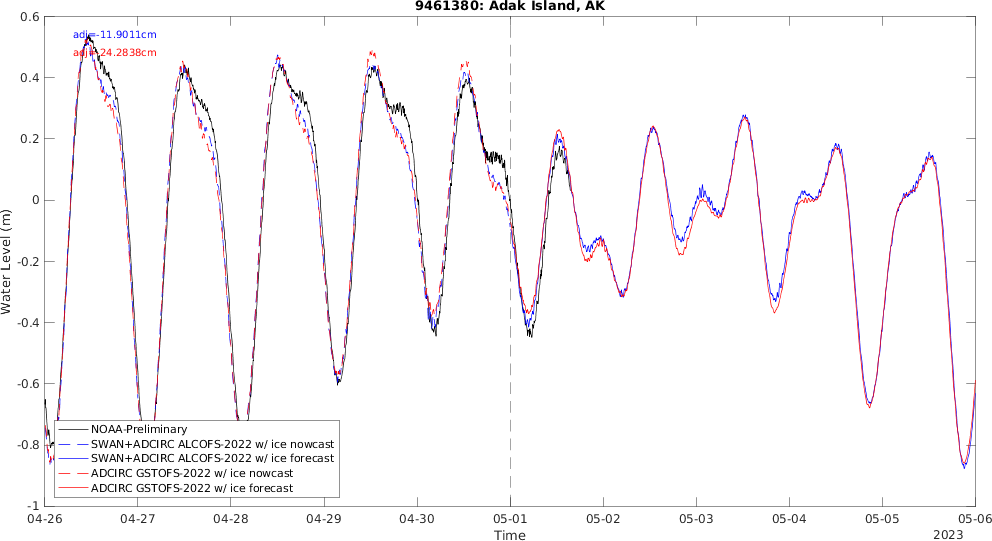 9461380: Adak Island, AK
adj=-11.9011cm
adj=-24.2838cm
Water Level (m)
0.6
0.4
0.2
0
-0.2
-0.4
-0.6
-0.8
-1
NOAA-Preliminary
SWAN+ADCIRC ALCOFS-2022 w/ ice nowcast
SWAN+ADCIRC ALCOFS-2022 w/ ice forecast
ADCIRC GSTOFS-2022 w/ ice nowcast
ADCIRC GSTOFS-2022 w/ ice forecast
04-26 04-27 04-28 04-29 04-30 05-01 05-02 05-03 05-04 05-05 05-06
Time
2023